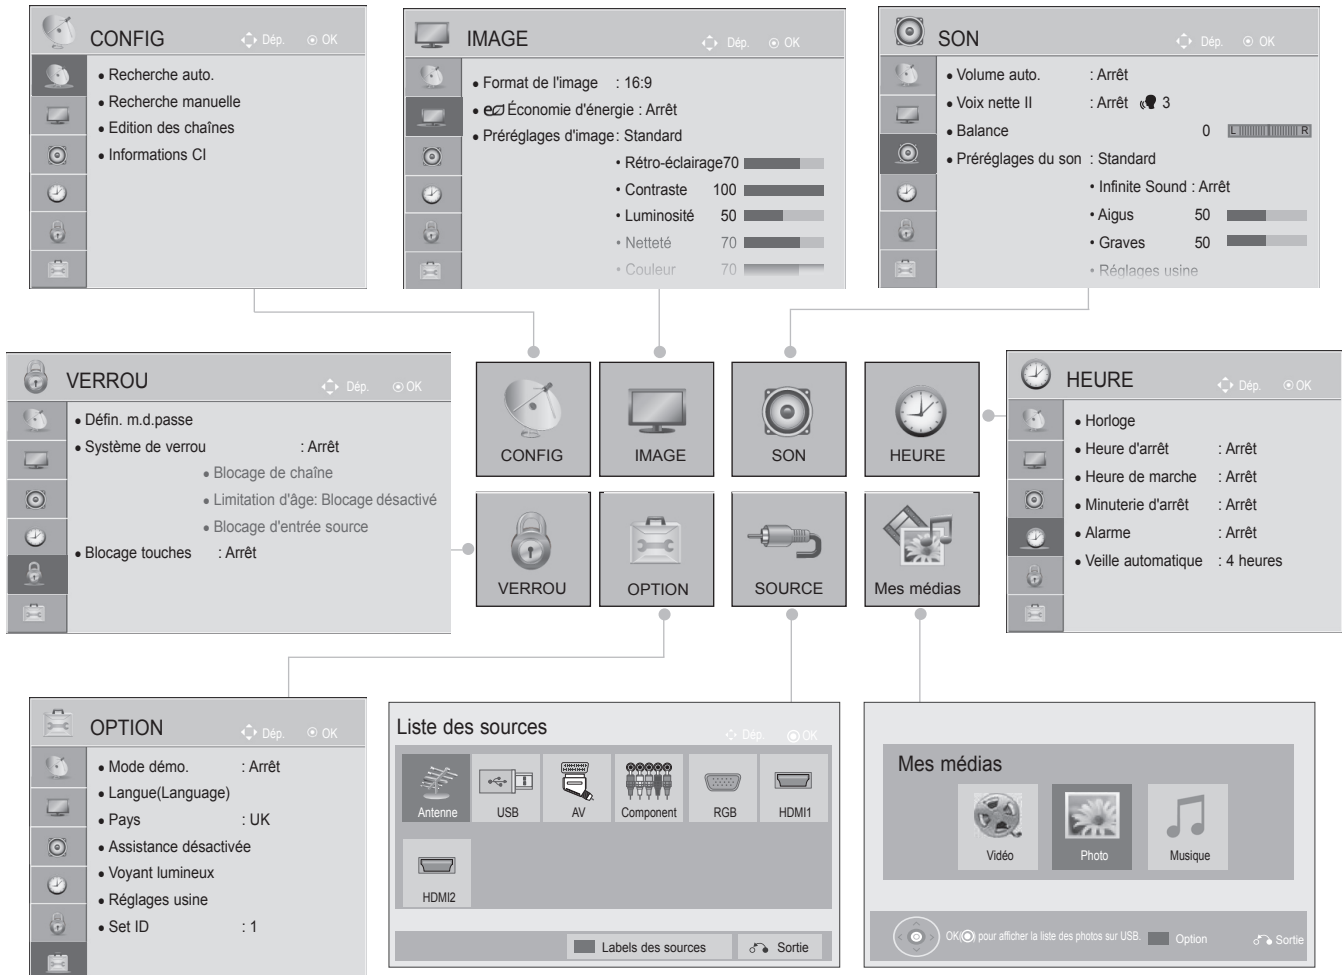 CONFIG
Dép. OK
• Recherche auto.
• Recherche manuelle
• Edition des chaînes
• Informations CI
IMAGE
Dép. OK
• Format de l'image : 16:9
• Économie d'énergie : Arrêt
• Préréglages d'image : Standard
• Rétro-éclairage70
• Contraste 100
• Luminosité 50
• Netteté 70
• Couleur 70
SON
Dép. OK
• Volume auto. : Arrêt
• Voix nette II : Arrêt 3
• Balance 0 L R
• Préréglages du son : Standard
• Infinite Sound : Arrêt
• Aigus 50
• Graves 50
• Réglages usine
VERROU
Dép. OK
• Défin. m.d.passe
• Système de verrou : Arrêt
• Blocage de chaîne
• Limitation d'âge: Blocage désactivé
• Blocage d'entrée source
• Blocage touches : Arrêt
CONFIG
IMAGE
SON
HEURE
VERROU
OPTION
SOURCE
Mes médias
HEURE
Dép. OK
• Horloge
• Heure d'arrêt : Arrêt
• Heure de marche : Arrêt
• Minuterie d'arrêt : Arrêt
• Alarme : Arrêt
• Veille automatique : 4 heures
OPTION
Dép. OK
• Mode démo. : Arrêt
• Langue(Language)
• Pays : UK
• Assistance désactivée
• Voyant lumineux
• Réglages usine
• Set ID : 1
Liste des sources
Dép. OK
Antenne
USB
AV
Component
RGB
HDMI1
HDMI2
Labels des sources
Sortie
Mes médias
Vidéo
Photo
Musique
OK( ) pour afficher la liste des photos sur USB.
Option
Sortie